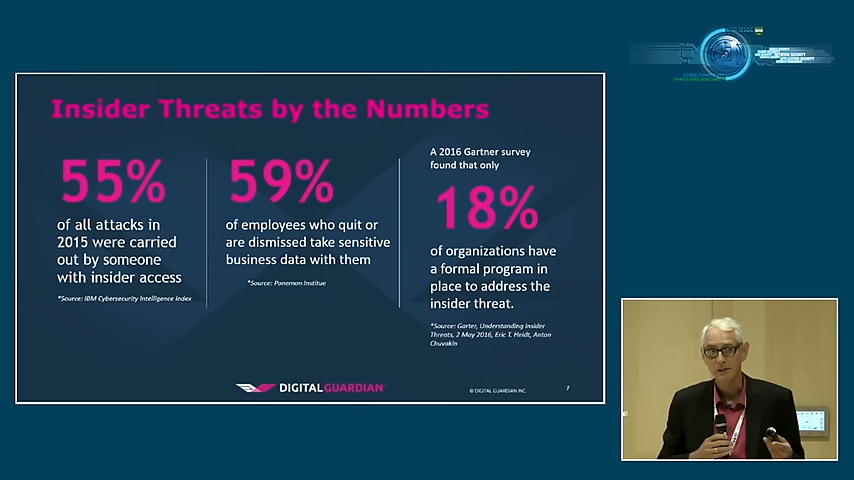 Insider Threats by the Numbers
55%
of all attacks in
2015 were carried
out by someone
with insider access
*Source: IBM Cybersecurity Intelligence Index
59%
of employees who quit or
are dismissed take sensitive
business data with them
*Source: Ponemon Institue
A 2016 Gartner survey
found that only
18%
of organizations have
a formal program in
place to address the
insider threat.
*Source: Garter, Understanding Insider
Threats, 2 May 2016, Eric T. Heidt, Anton
Chuvakin
DIGITALGUARDIAN
© DIGITAL GUARDIAN INC.
7